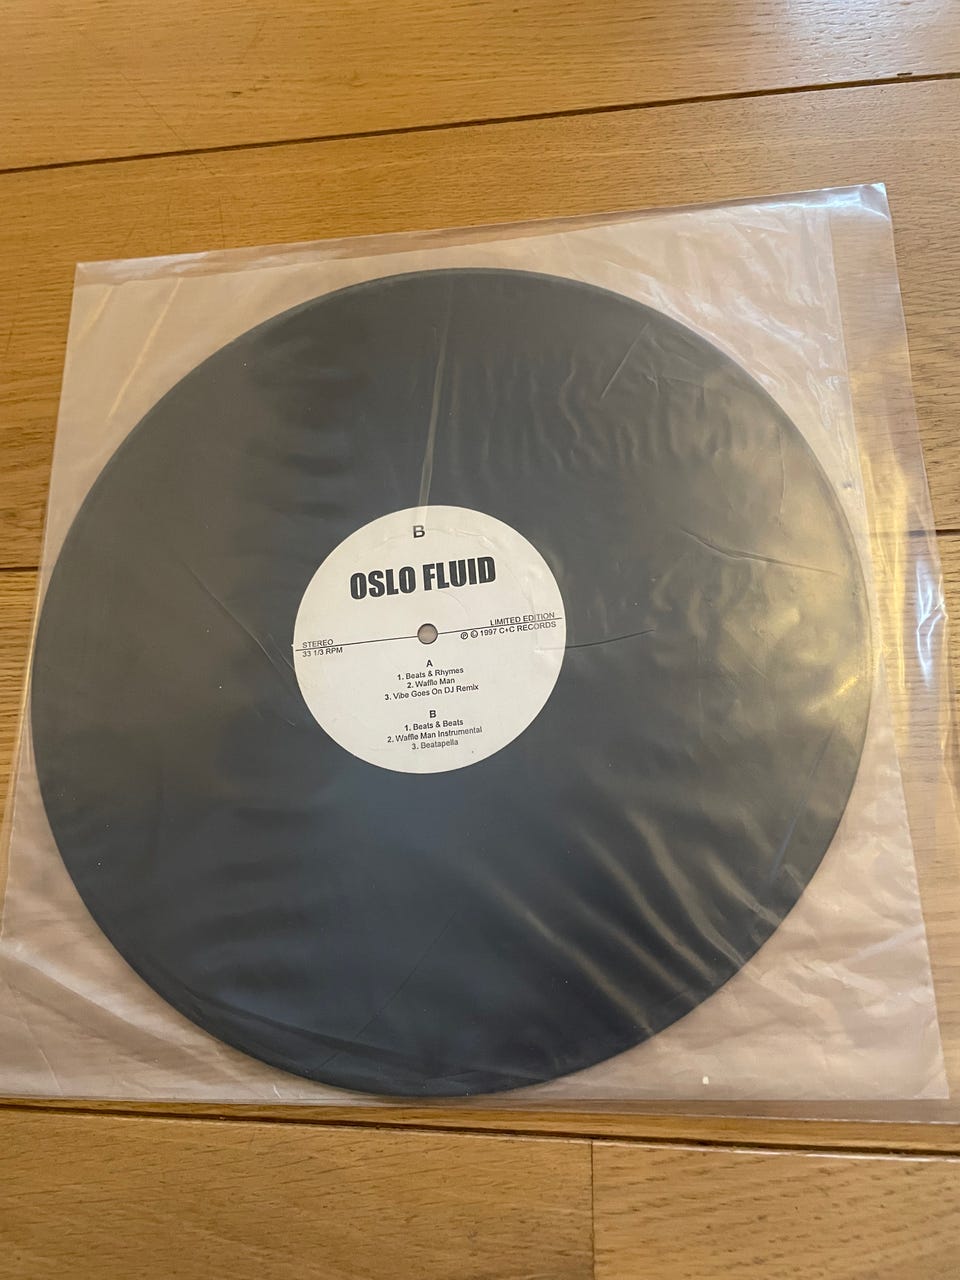 B
OSLO FLUID
STEREO
33 1/3 RPM
LIMITED EDITION
℗ © 1997 C+C RECORDS
A
1. Beats & Rhymes
2. Waffle Man
3. Vibe Goes On DJ Remix
B
1. Beats & Beats
2. Waffle Man Instrumental
3. Beatapella